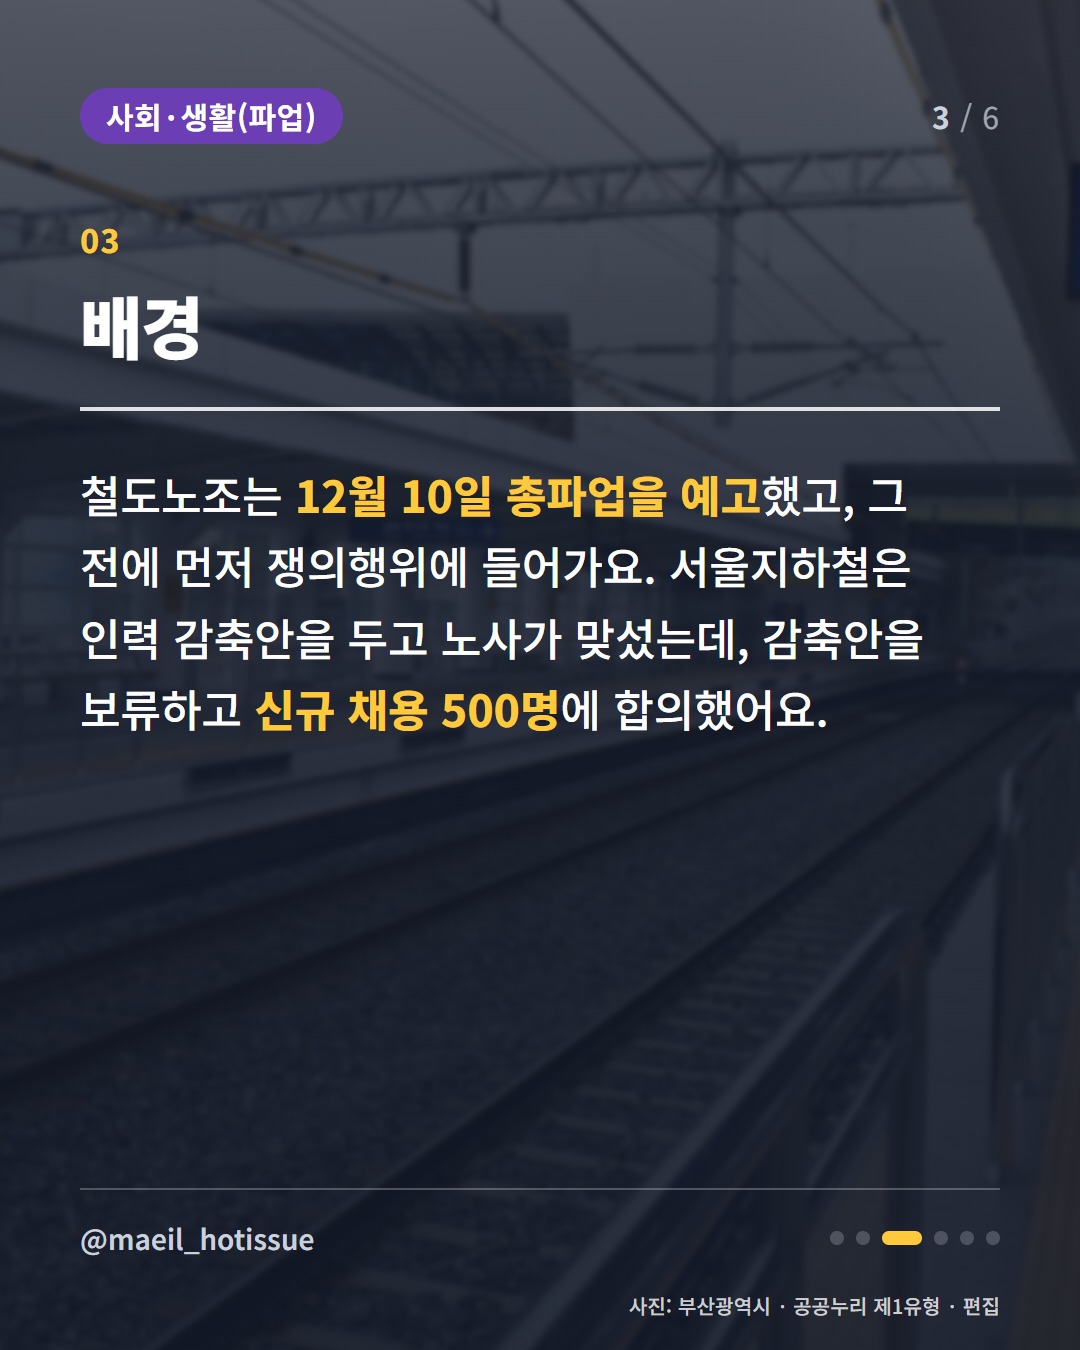 사회·생활(파업)
3 / 6
03
배경
철도노조는 12월 10일 총파업을 예고했고, 그
전에 먼저 쟁의행위에 들어가요. 서울지하철은
인력 감축안을 두고 노사가 맞섰는데, 감축안을
보류하고 신규 채용 500명에 합의했어요.
@maeil_hotissue
사진: 부산광역시 · 공공누리 제1유형 · 편집